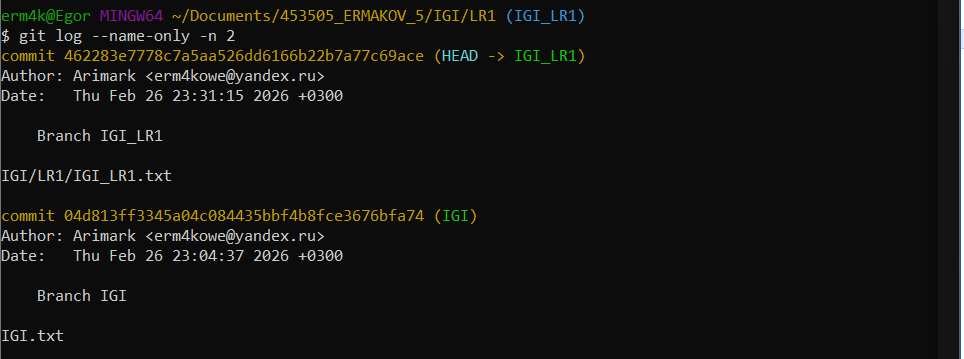 erm4k@Egor MINGW64 ~/Documents/453505_ERMAKOV_5/IGI/LR1 (IGI_LR1)
$ git log --name-only -n 2
commit 462283e7778c7a5aa526dd6166b22b7a77c69ace (HEAD -> IGI_LR1)
Author: Arimark <erm4kowe@yandex.ru>
Date:   Thu Feb 26 23:31:15 2026 +0300

    Branch IGI_LR1

IGI/LR1/IGI_LR1.txt

commit 04d813ff3345a04c084435bbf4b8fce3676bfa74 (IGI)
Author: Arimark <erm4kowe@yandex.ru>
Date:   Thu Feb 26 23:04:37 2026 +0300

    Branch IGI

IGI.txt